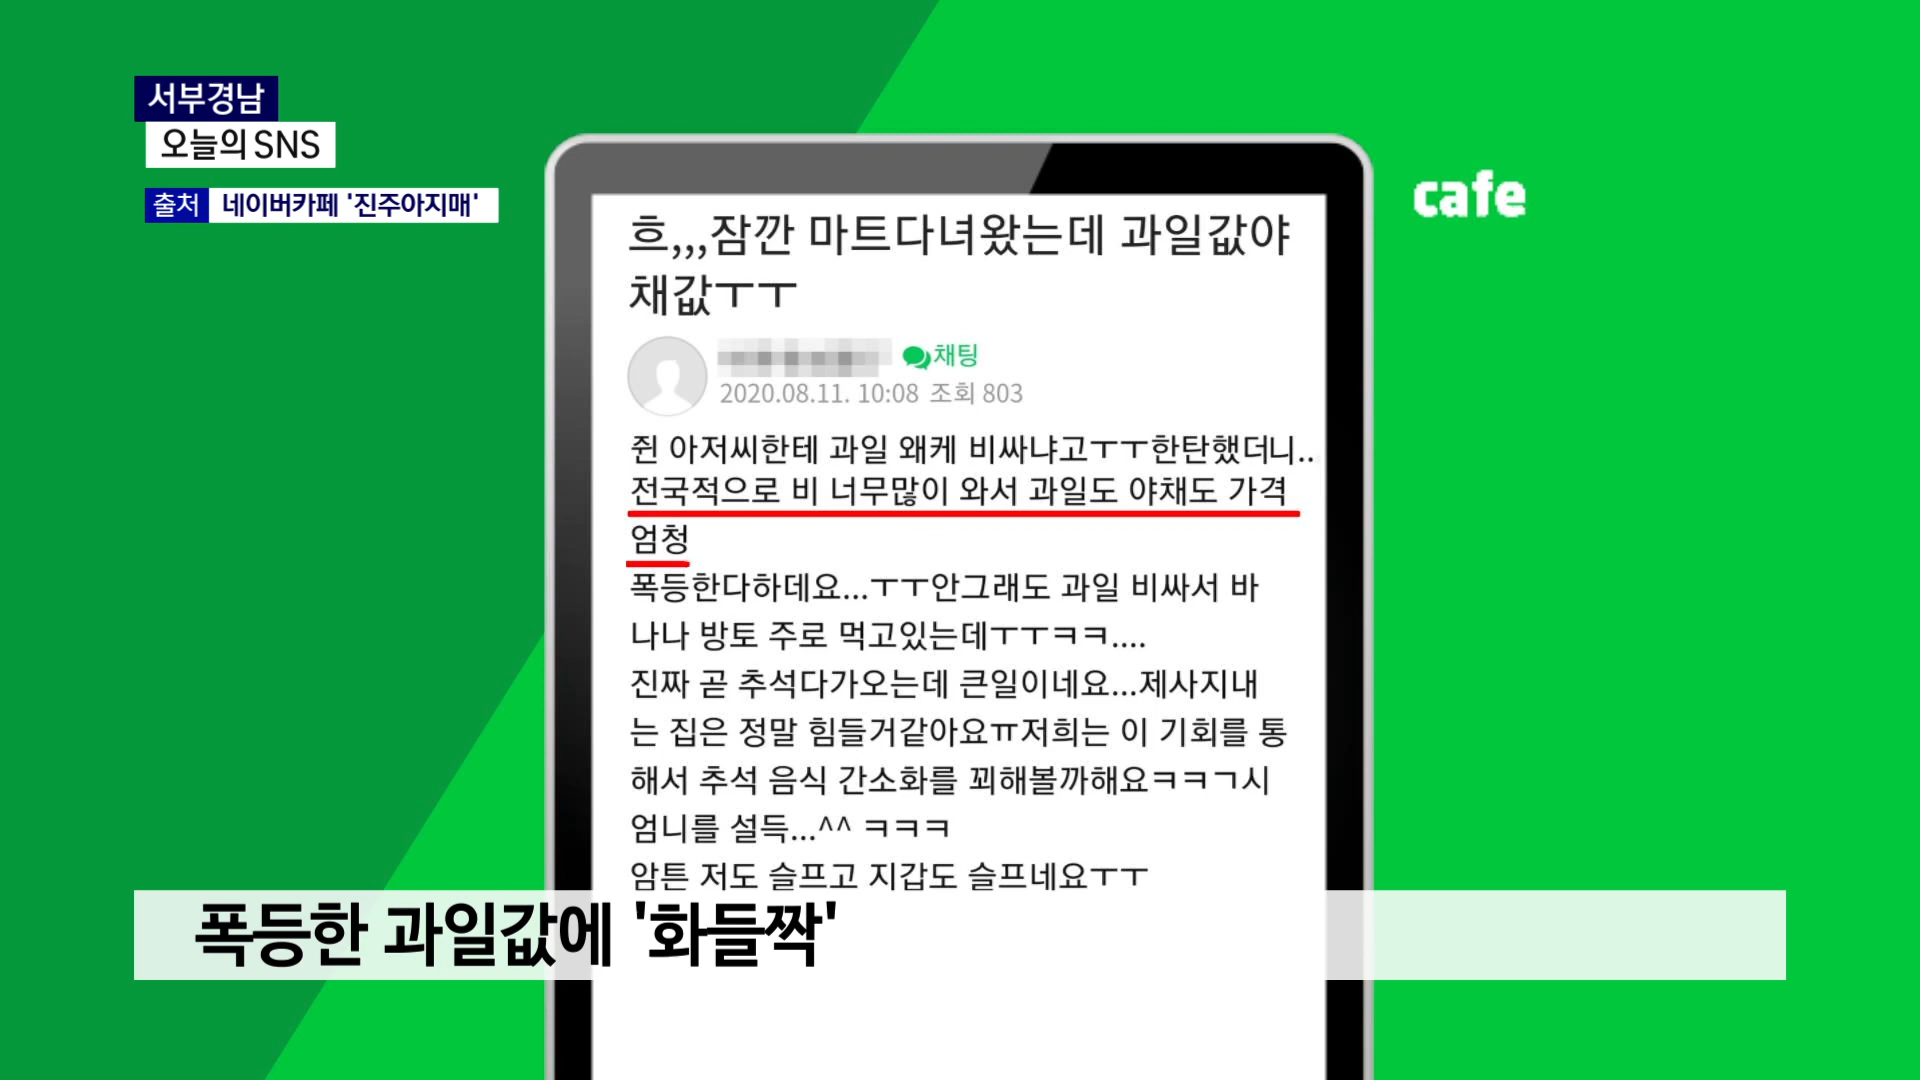 서부경남
오늘의 SNS
출처 네이버카페 '진주아지매'
cafe
흐,,,잠깐 마트다녀왔는데 과일값야
채값ㅜㅜ
채팅
2020.08.11. 10:08 조회 803
쥔 아저씨한테 과일 왜케 비싸냐고ㅜㅜ한탄했더니..
전국적으로 비 너무많이 와서 과일도 야채도 가격
엄청
폭등한다하데요...ㅜㅜ안그래도 과일 비싸서 바
나나 방토 주로 먹고있는데ㅜㅜㅋㅋ....
진짜 곧 추석다가오는데 큰일이네요...제사지내
는 집은 정말 힘들거같아요ㅠ저희는 이 기회를 통
해서 추석 음식 간소화를 꾀해볼까해요ㅋㅋㄱ시
엄니를 설득...^^ ㅋㅋㅋ
암튼 저도 슬프고 지갑도 슬프네요ㅜㅜ
폭등한 과일값에 '화들짝'